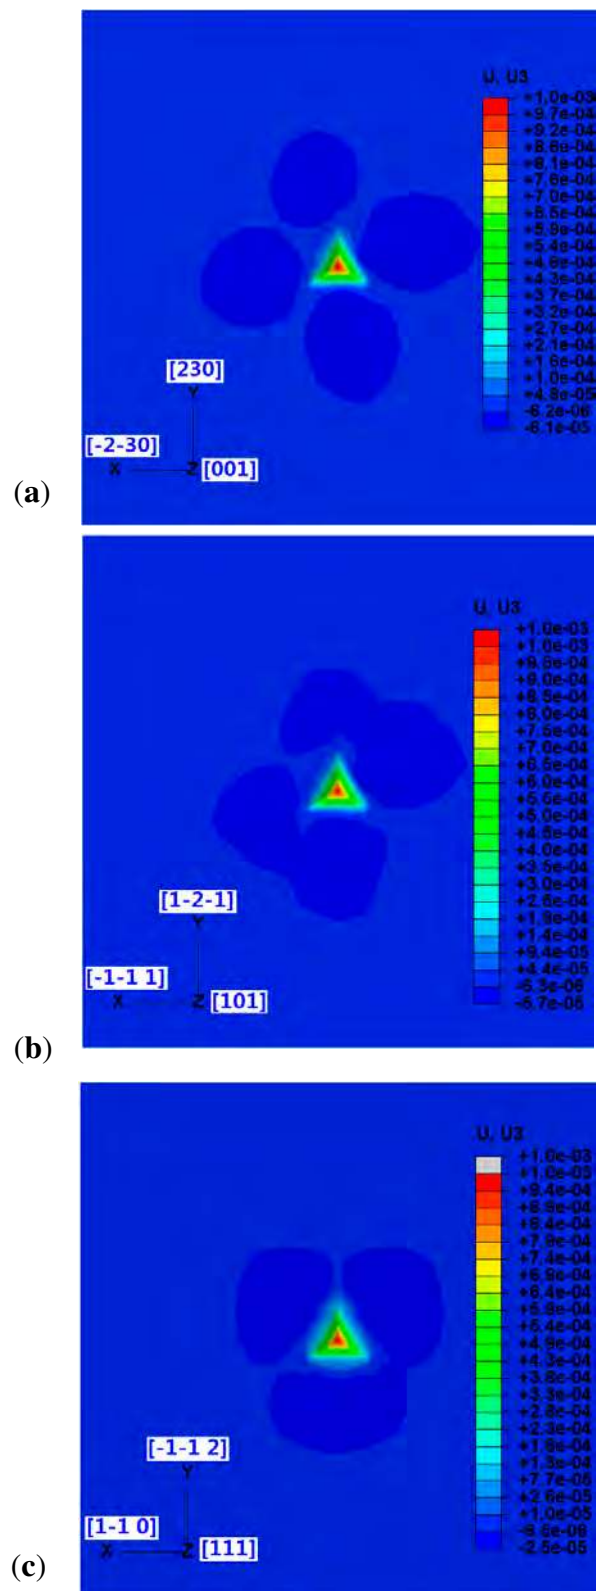 U, U3
+1.0e-03
+9.7e-04
+9.2e-04
+8.6e-04
+8.1e-04
+7.6e-04
+7.0e-04
+6.5e-04
+5.9e-04
+5.4e-04
+4.8e-04
+4.3e-04
+3.7e-04
+3.2e-04
+2.7e-04
+2.1e-04
+1.6e-04
+1.0e-04
+4.8e-05
-6.2e-06
-6.1e-05
[230]
Y
[-2-30]
X Z [001]
(a)
U, U3
+1.0e-03
+1.0e-03
+9.5e-04
+9.0e-04
+8.5e-04
+8.0e-04
+7.5e-04
+7.0e-04
+6.5e-04
+6.0e-04
+5.5e-04
+5.0e-04
+4.5e-04
+4.0e-04
+3.5e-04
+3.0e-04
+2.5e-04
+1.9e-04
+1.4e-04
+9.4e-05
+4.4e-05
-6.3e-06
-5.7e-05
[1-2-1]
Y
[-1-1 1]
X Z [101]
(b)
U, U3
+1.0e-03
+9.4e-04
+8.9e-04
+8.4e-04
+7.9e-04
+7.4e-04
+6.9e-04
+6.4e-04
+5.9e-04
+5.4e-04
+4.9e-04
+4.3e-04
+3.8e-04
+3.3e-04
+2.8e-04
+2.3e-04
+1.8e-04
+1.3e-04
+7.7e-05
+2.6e-05
+1.0e-05
-2.5e-05
[-1-1 2]
Y
[1-1 0]
X Z [111]
(c)